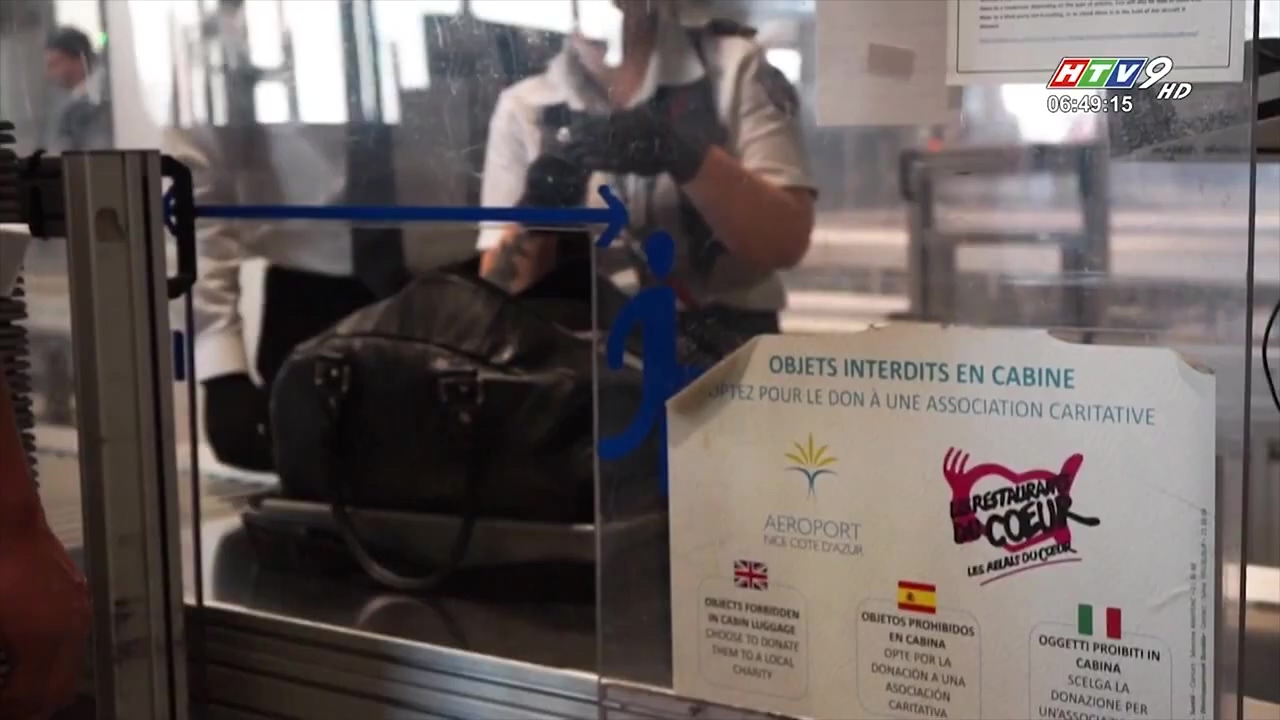 HTV9 HD
06:49:15
OBJETS INTERDITS EN CABINE
OPTEZ POUR LE DON À UNE ASSOCIATION CARITATIVE
AEROPORT
NICE COTE D'AZUR
LES RESTAURANTS
DU COEUR
LES RELAIS DU COEUR
OBJECTS FORBIDDEN
IN CABIN LUGGAGE
CHOOSE TO DONATE
THEM TO A LOCAL
CHARITY
OBJETOS PROHIBIDOS
EN CABINA
OPTE POR LA
DONACIÓN A UNA
ASOCIACIÓN
CARITATIVA
OGGETTI PROIBITI IN
CABINA
SCELGA LA
DONAZIONE PER